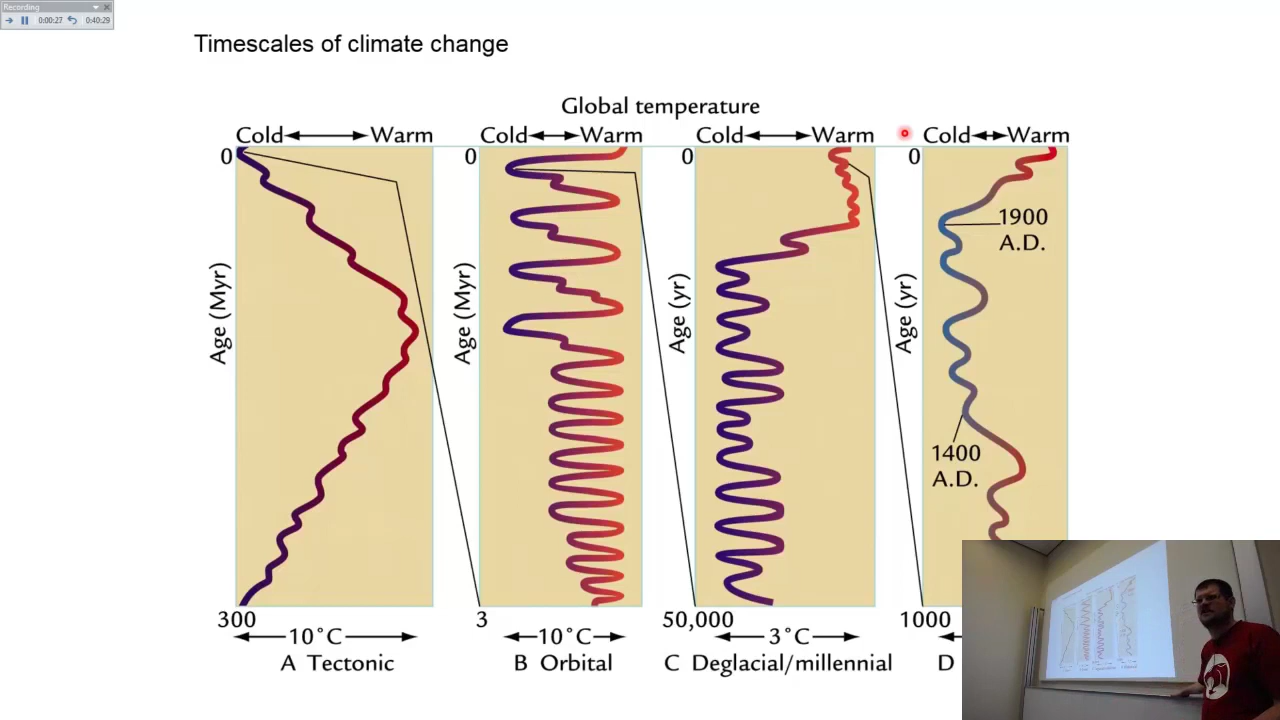 Recording
0:00:27
0:40:29
Timescales of climate change
Global temperature
Cold Warm
Cold Warm
Cold Warm
Cold Warm
0
0
0
0
1900
A.D.
Age (Myr)
Age (Myr)
Age (yr)
Age (yr)
1400
A.D.
300
3
50,000
1000
10°C
10°C
3°C
A Tectonic
B Orbital
C Deglacial/millennial
D